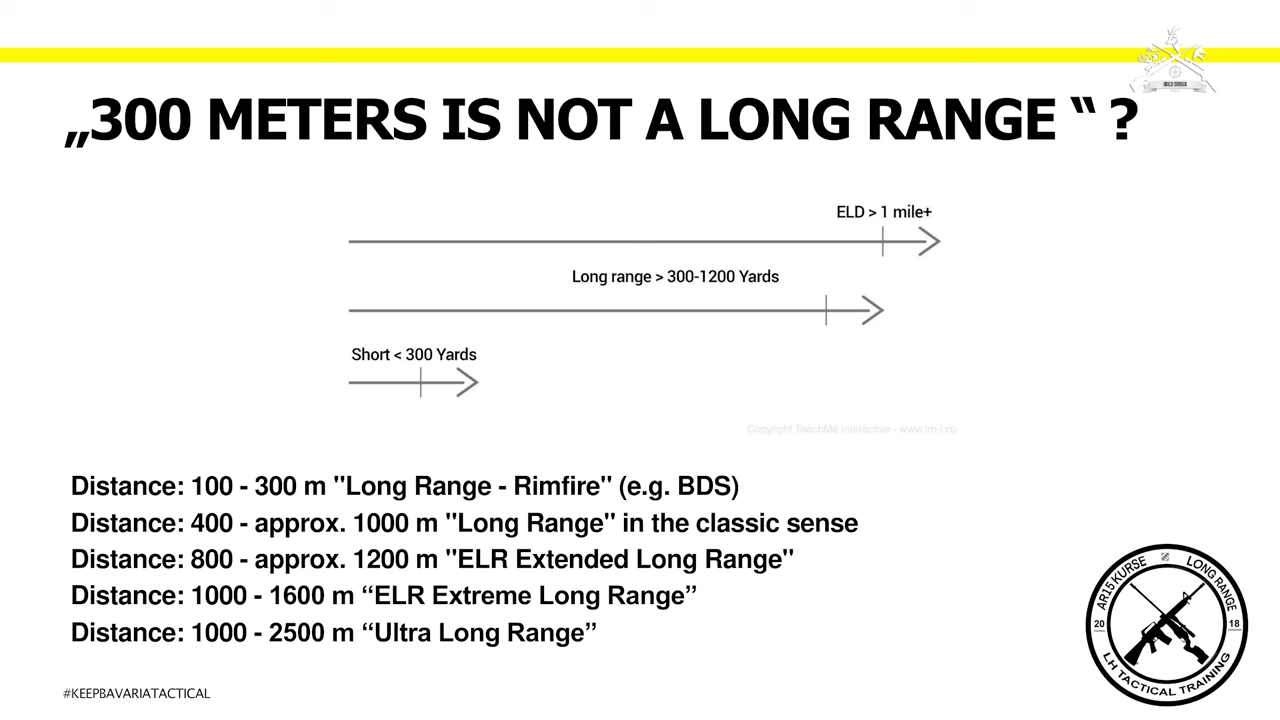 WILD SORIA
„300 METERS IS NOT A LONG RANGE “ ?
ELD > 1 mile+
Long range > 300-1200 Yards
Short < 300 Yards
Copyright TeachMe Interactive - www.tm-i.co
Distance: 100 - 300 m "Long Range - Rimfire" (e.g. BDS)
Distance: 400 - approx. 1000 m "Long Range" in the classic sense
Distance: 800 - approx. 1200 m "ELR Extended Long Range"
Distance: 1000 - 1600 m “ELR Extreme Long Range”
Distance: 1000 - 2500 m “Ultra Long Range”
AR15 KURSE LONG RANGE
20 18
LH TACTICAL TRAINING
#KEEPBAVARIATACTICAL